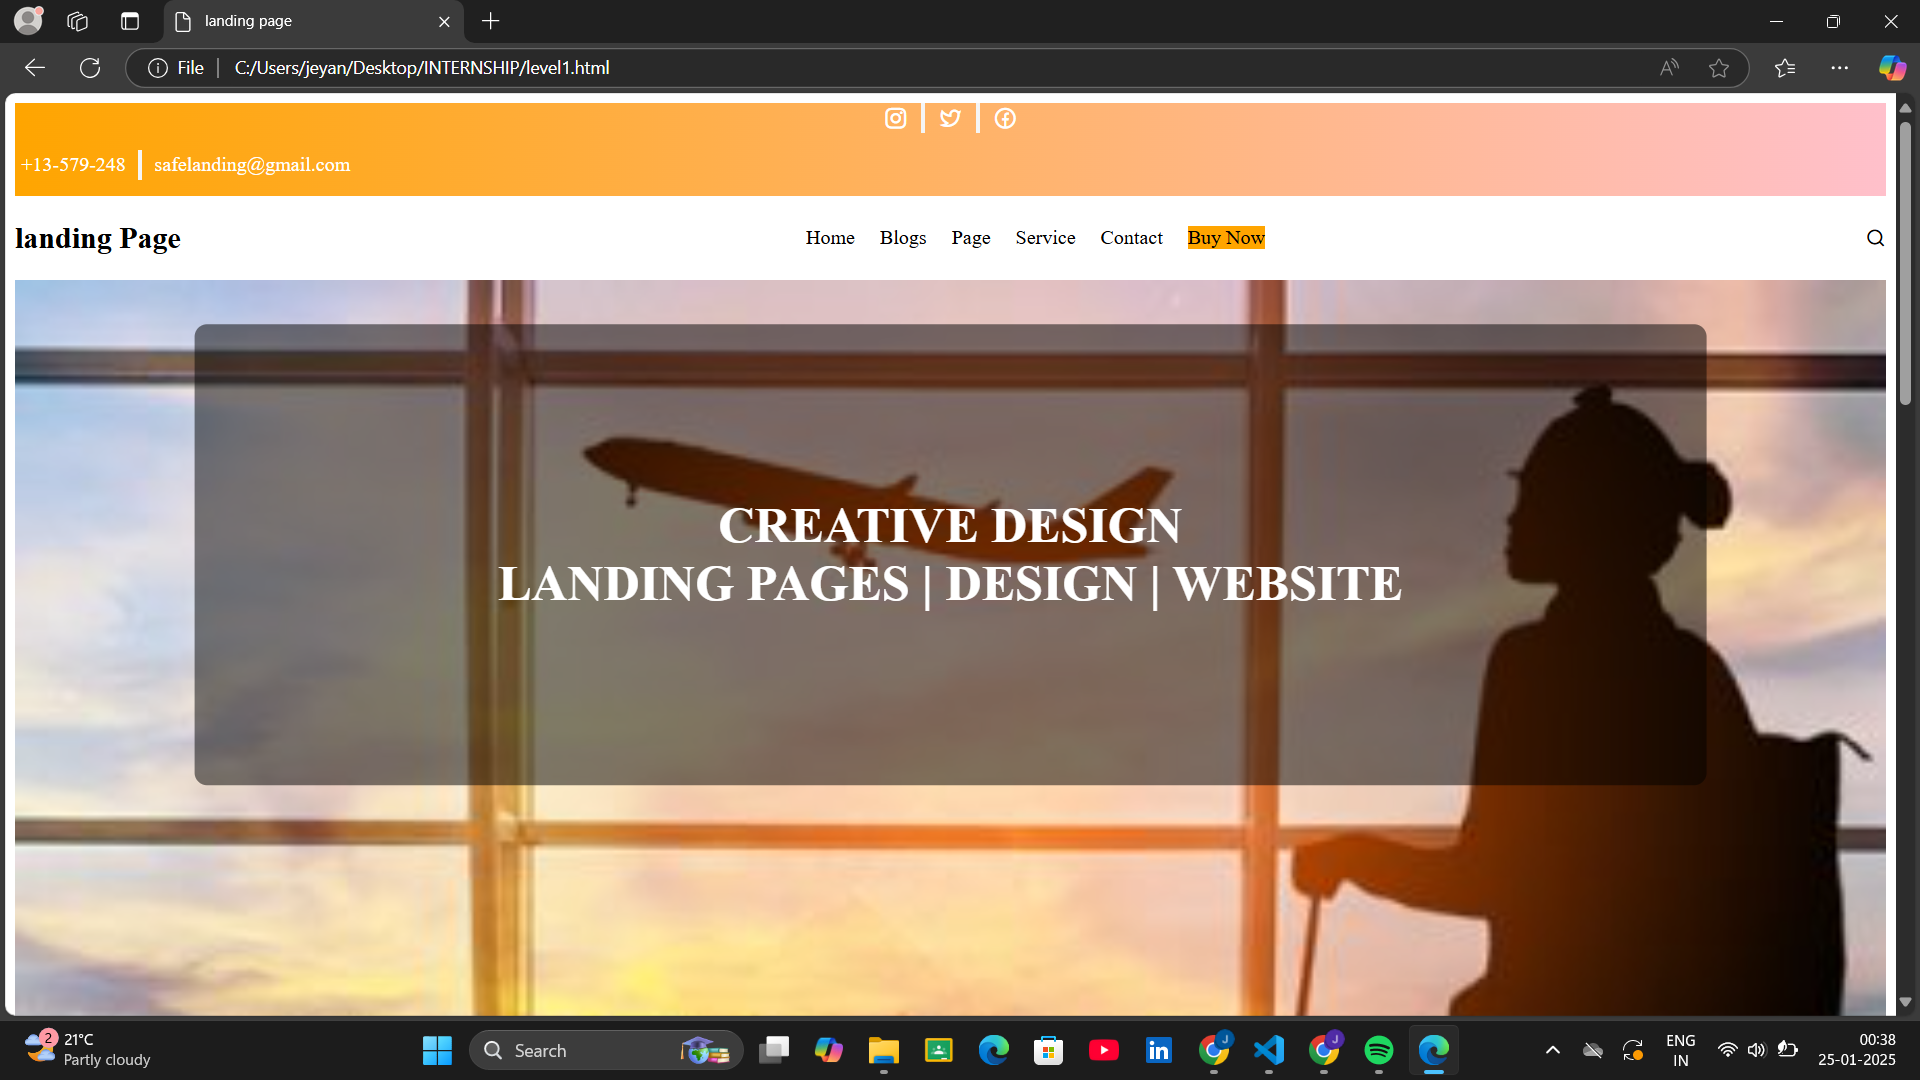 landing page
File
C:/Users/jeyan/Desktop/INTERNSHIP/level1.html
+13-579-248
safelanding@gmail.com
landing Page
Home Blogs Page Service Contact Buy Now
CREATIVE DESIGN
LANDING PAGES | DESIGN | WEBSITE
2
21°C
Partly cloudy
Search
J
J
ENG
IN
00:38
25-01-2025